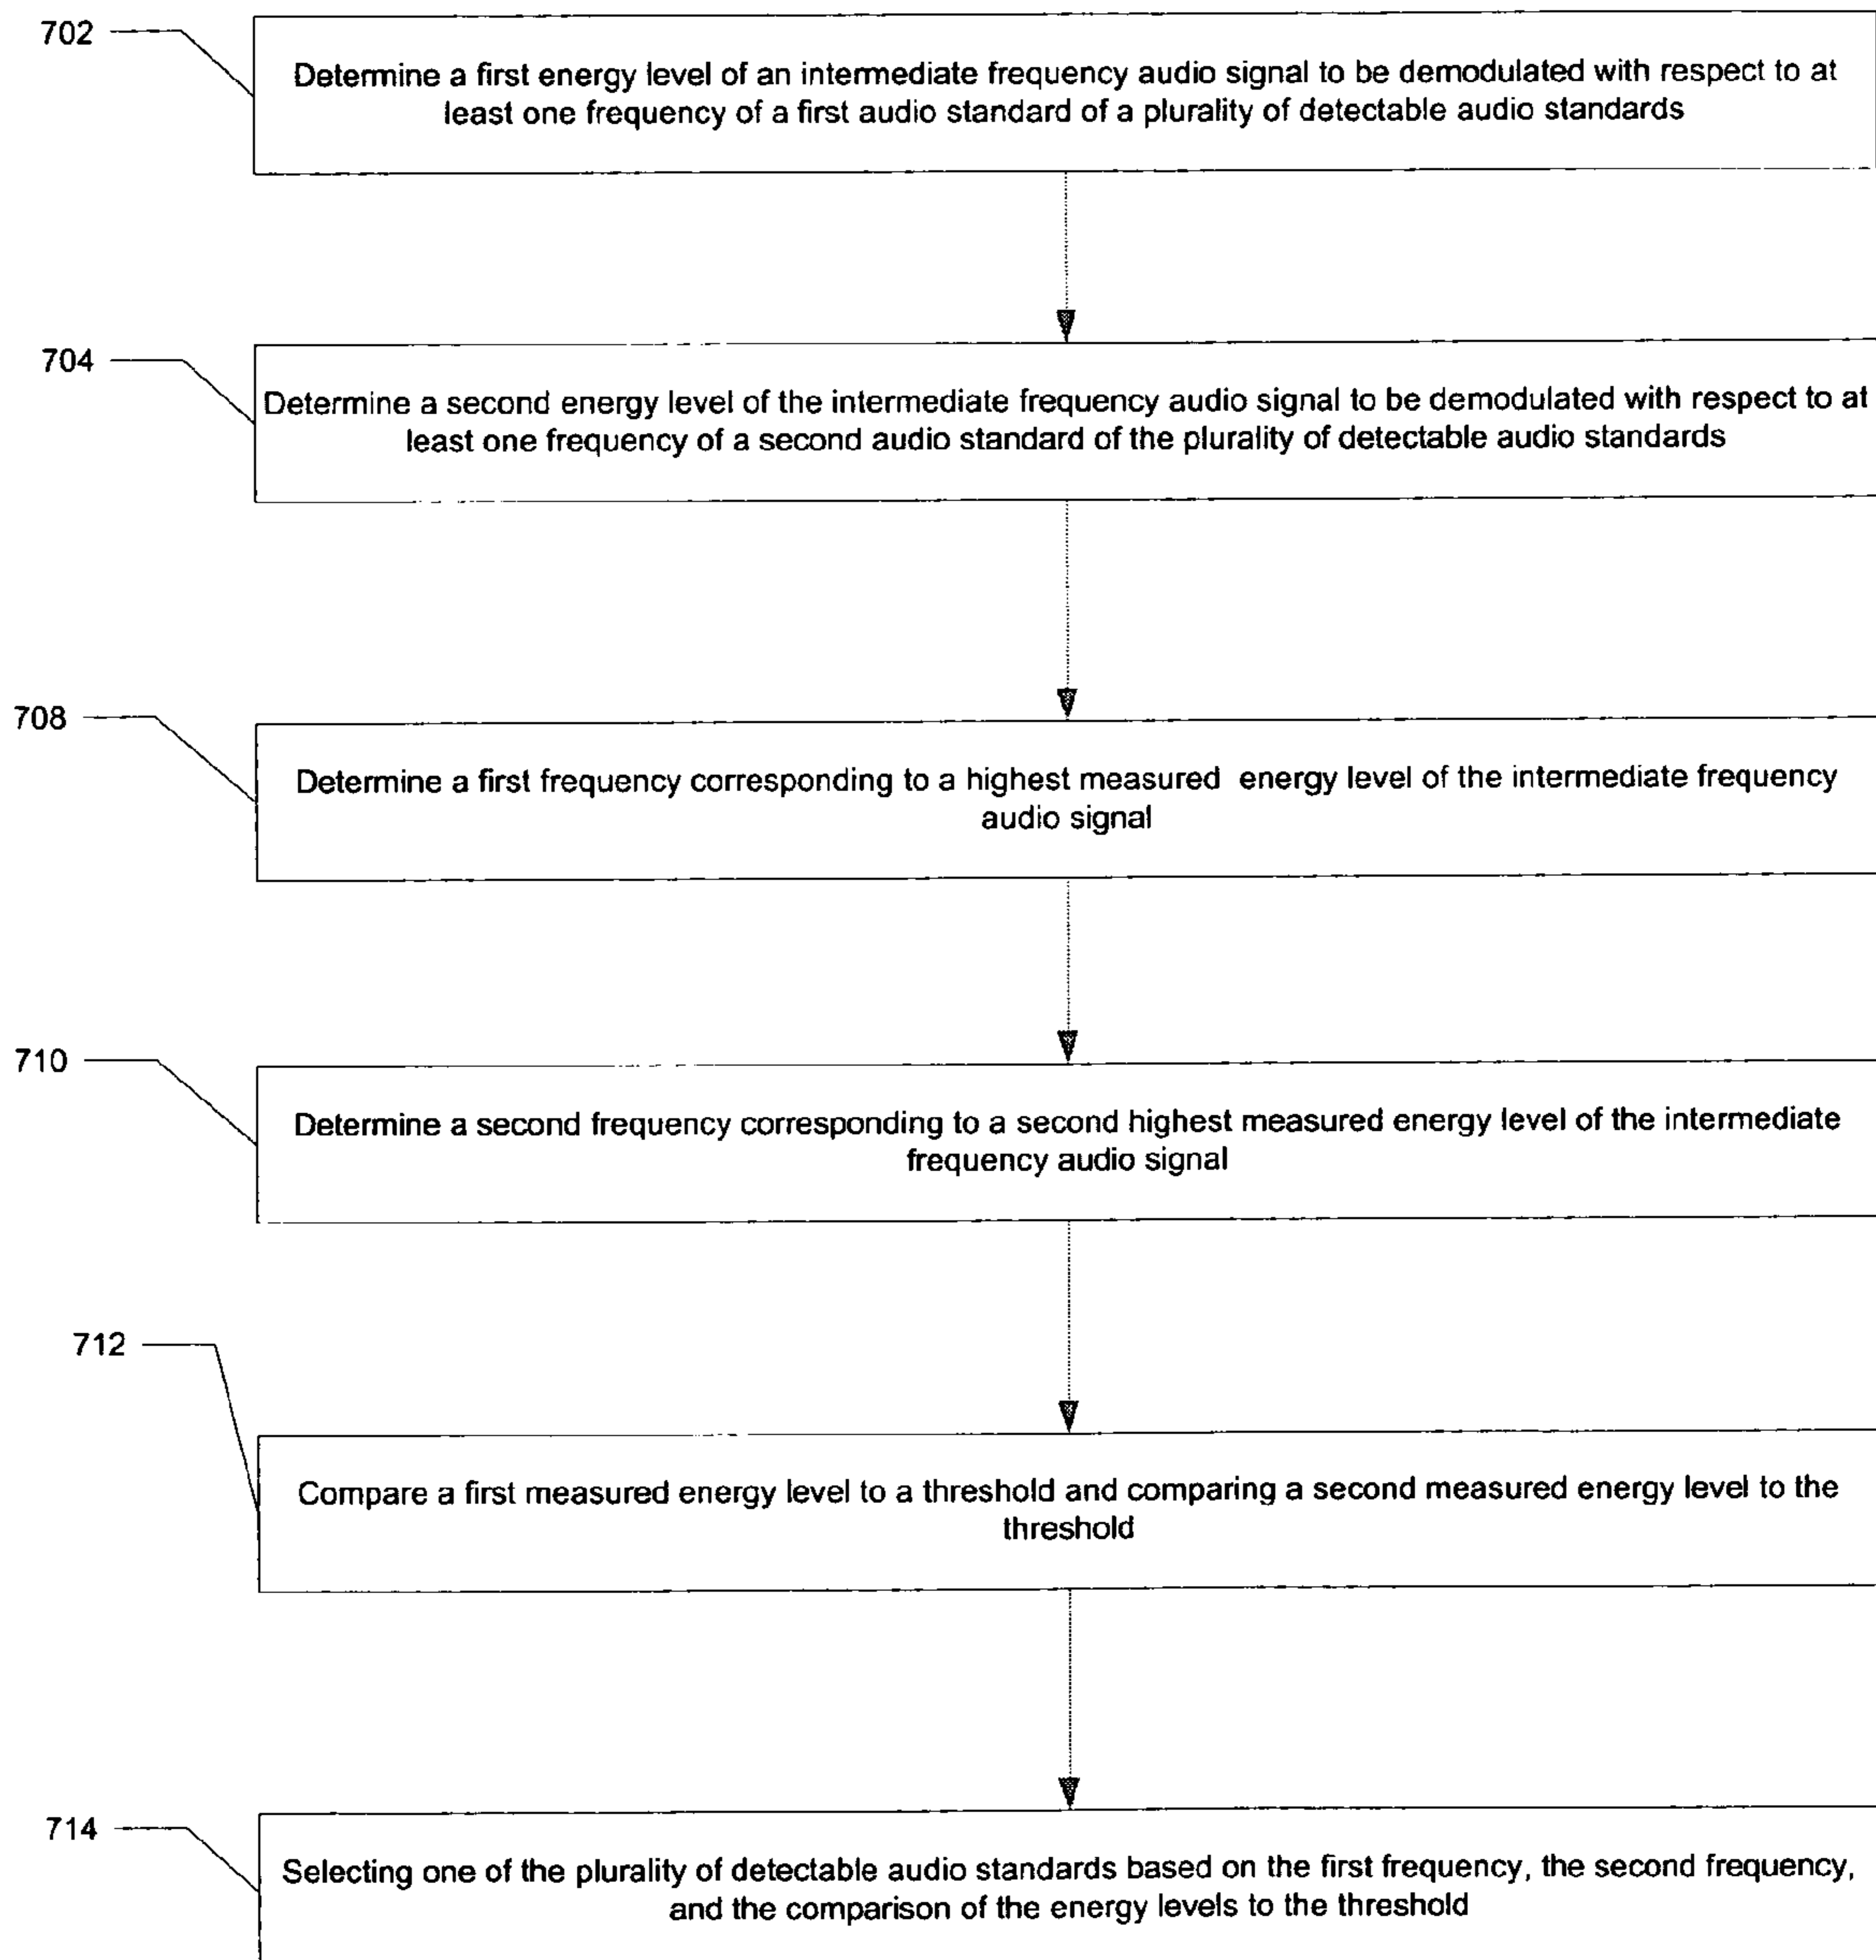 702
Determine a first energy level of an intermediate frequency audio signal to be demodulated with respect to at
least one frequency of a first audio standard of a plurality of detectable audio standards
704
Determine a second energy level of the intermediate frequency audio signal to be demodulated with respect to at
least one frequency of a second audio standard of the plurality of detectable audio standards
708
Determine a first frequency corresponding to a highest measured energy level of the intermediate frequency
audio signal
710
Determine a second frequency corresponding to a second highest measured energy level of the intermediate
frequency audio signal
712
Compare a first measured energy level to a threshold and comparing a second measured energy level to the
threshold
714
Selecting one of the plurality of detectable audio standards based on the first frequency, the second frequency,
and the comparison of the energy levels to the threshold